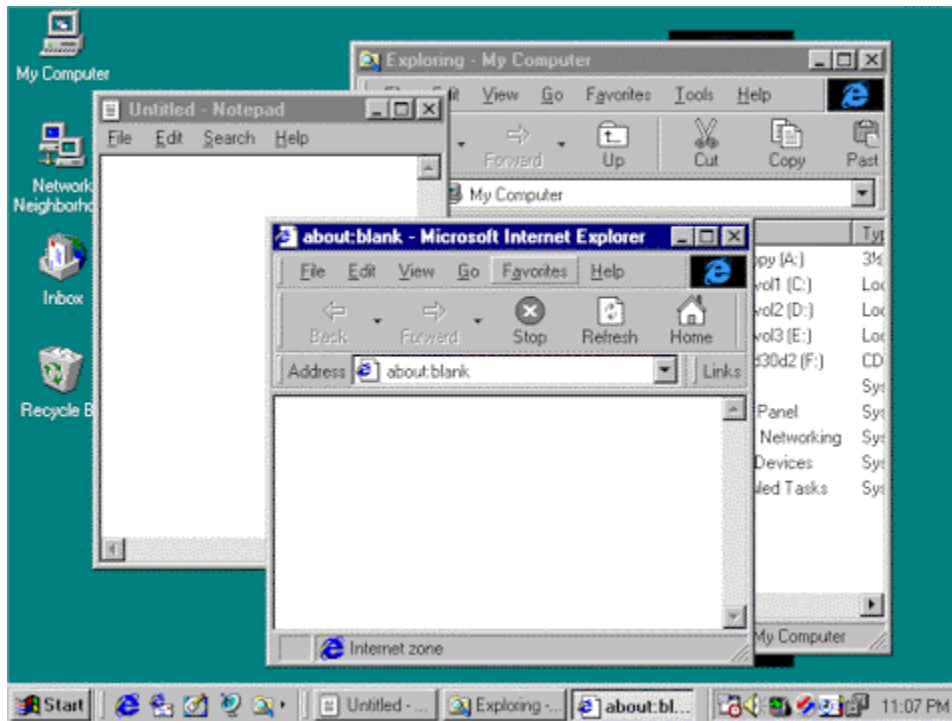 My Computer
Network
Neighborho
Inbox
Recycle B
Exploring - My Computer
View Go Favorites Tools Help
Forward Up Cut Copy Past
My Computer
Typ
opy (A:) 3½
vol1 (C:) Loc
vol2 (D:) Loc
vol3 (E:) Loc
d30d2 (F:) CD
Sys
Panel Sys
Networking Sys
Devices Sys
uled Tasks Sys
My Computer
Untitled - Notepad
File Edit Search Help
about:blank - Microsoft Internet Explorer
File Edit View Go Favorites Help
Back Forward Stop Refresh Home
Address about:blank Links
Internet zone
Start Untitled - ... Exploring -... about:bl... 11:07 PM